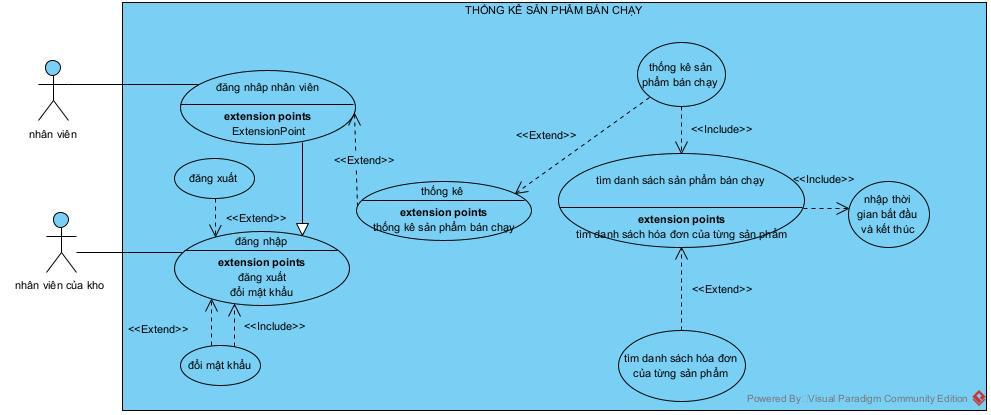 THỐNG KÊ SẢN PHẨM BÁN CHẠY
nhân viên
đăng nhâp nhân viên
extension points
ExtensionPoint
<<Extend>>
đăng xuất
<<Extend>>
nhân viên của kho
đăng nhập
extension points
đăng xuất
đổi mật khẩu
<<Extend>>
<<Include>>
đổi mât khẩu
thống kê
extension points
thống kê sản phẩm bán chạy
<<Extend>>
thống kê sản
phẩm bán chạy
<<Include>>
tìm danh sách sản phẩm bán chạy
extension points
tìm danh sách hóa đơn của từng sản phẩm
<<Include>>
nhập thời
gian bắt đầu
và kết thúc
<<Extend>>
tìm danh sách hóa đơn
của từng sản phẩm
Powered By: Visual Paradigm Community Edition